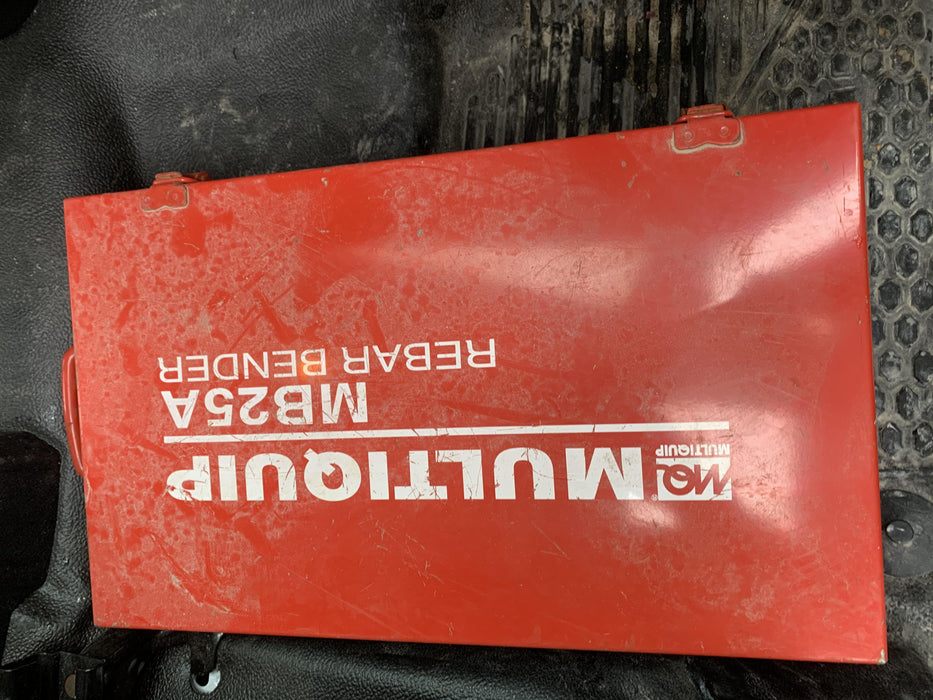 MQ MULTIQUIP
MULTIQUIP®
MB25A
REBAR BENDER